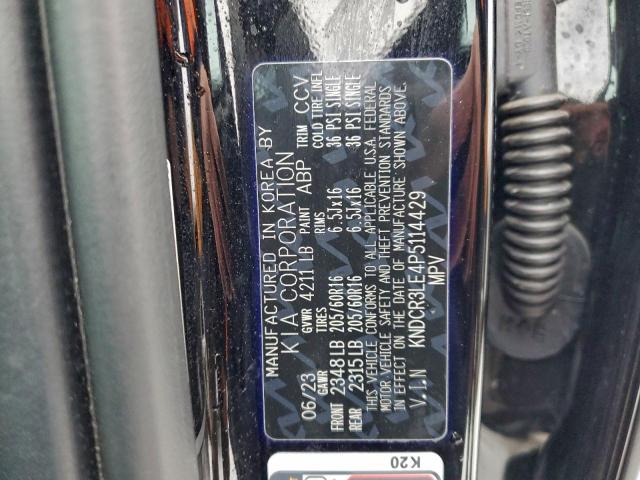 MANUFACTURED IN KOREA BY
KIA CORPORATION
06/23 GVWR 4211 LB PAINT ABP TRIM CCV
GAWR TIRES RIMS COLD TIRE INFL
FRONT 2348 LB 205/60R16 6.5Jx16 36 PSI SINGLE
REAR 2315 LB 205/60R16 6.5Jx16 36 PSI SINGLE
THIS VEHICLE CONFORMS TO ALL APPLICABLE U.S.A. FEDERAL
MOTOR VEHICLE SAFETY AND THEFT PREVENTION STANDARDS
IN EFFECT ON THE DATE OF MANUFACTURE SHOWN ABOVE.
V.I.N KNDCR3LE4P5114429
MPV
K20